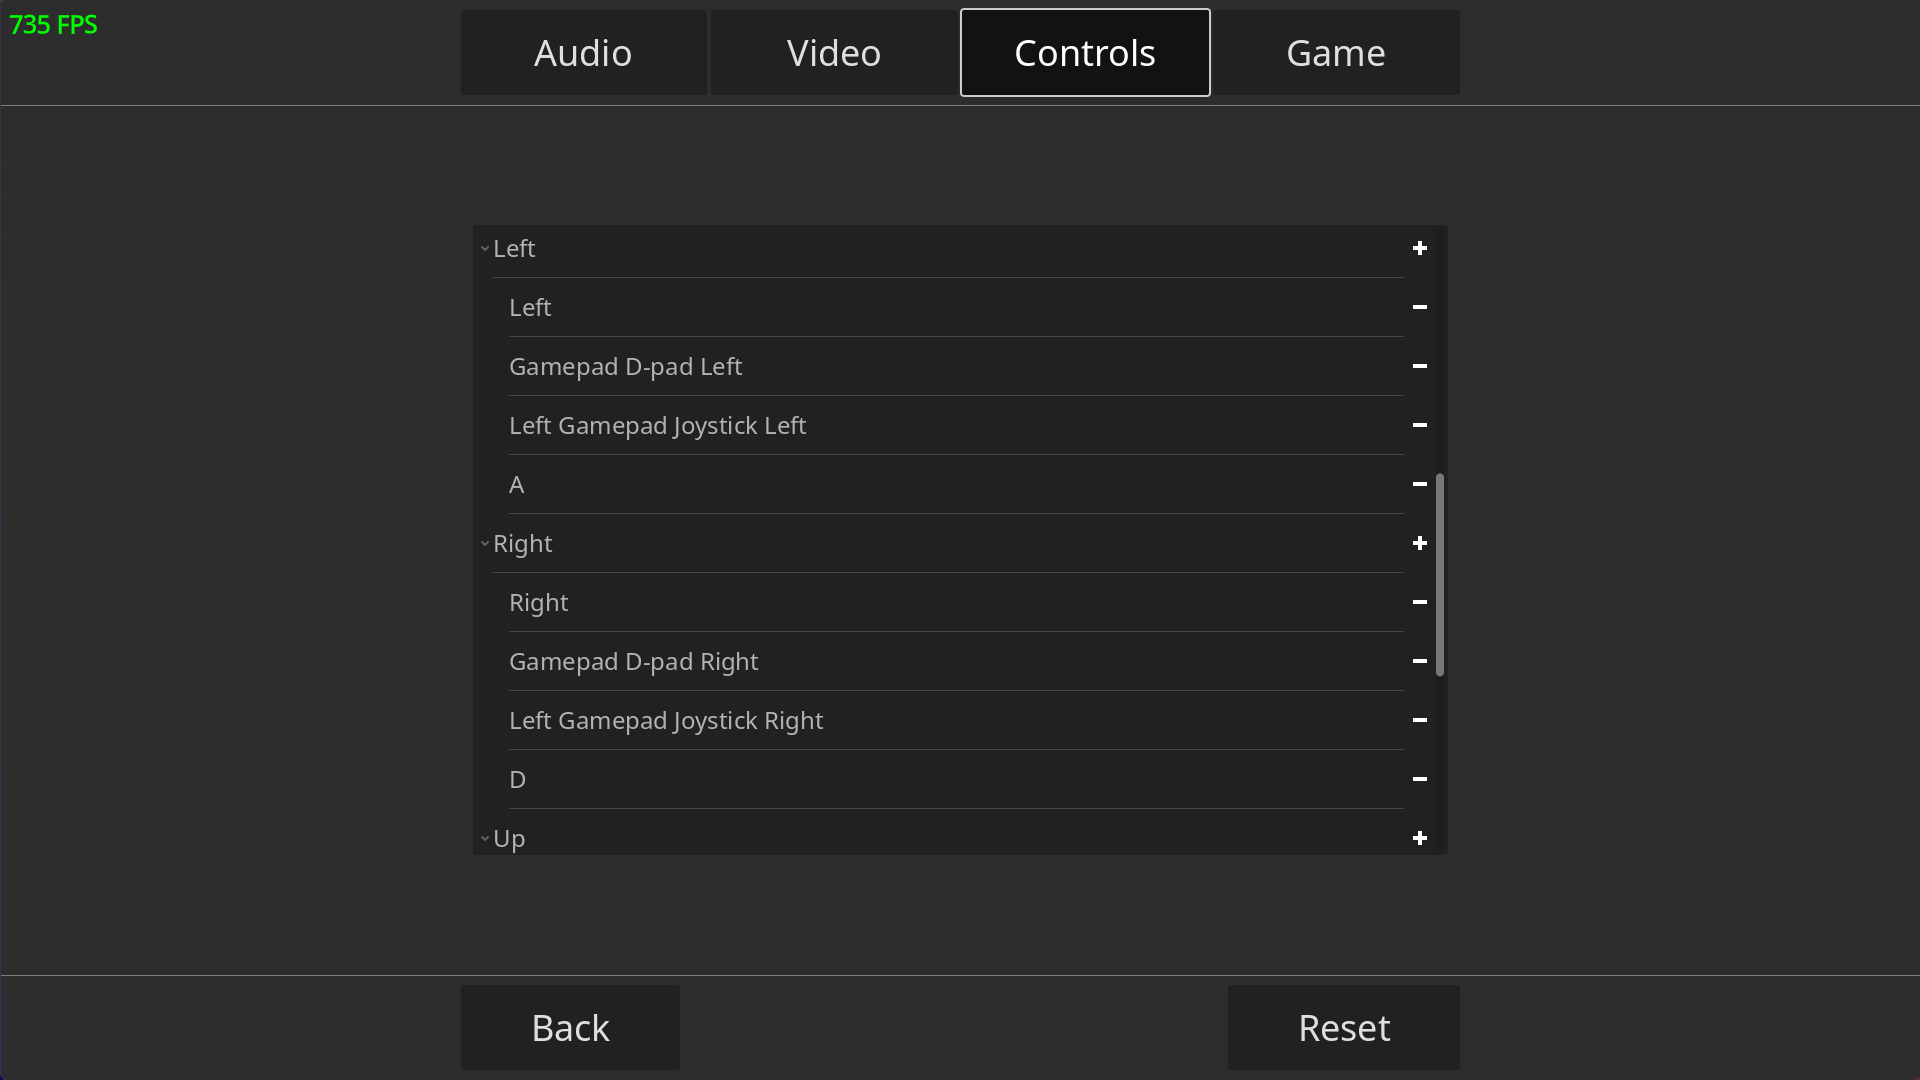 735 FPS
Audio
Video
Controls
Game
Left
Left
Gamepad D-pad Left
Left Gamepad Joystick Left
A
Right
Right
Gamepad D-pad Right
Left Gamepad Joystick Right
D
Up
Back
Reset